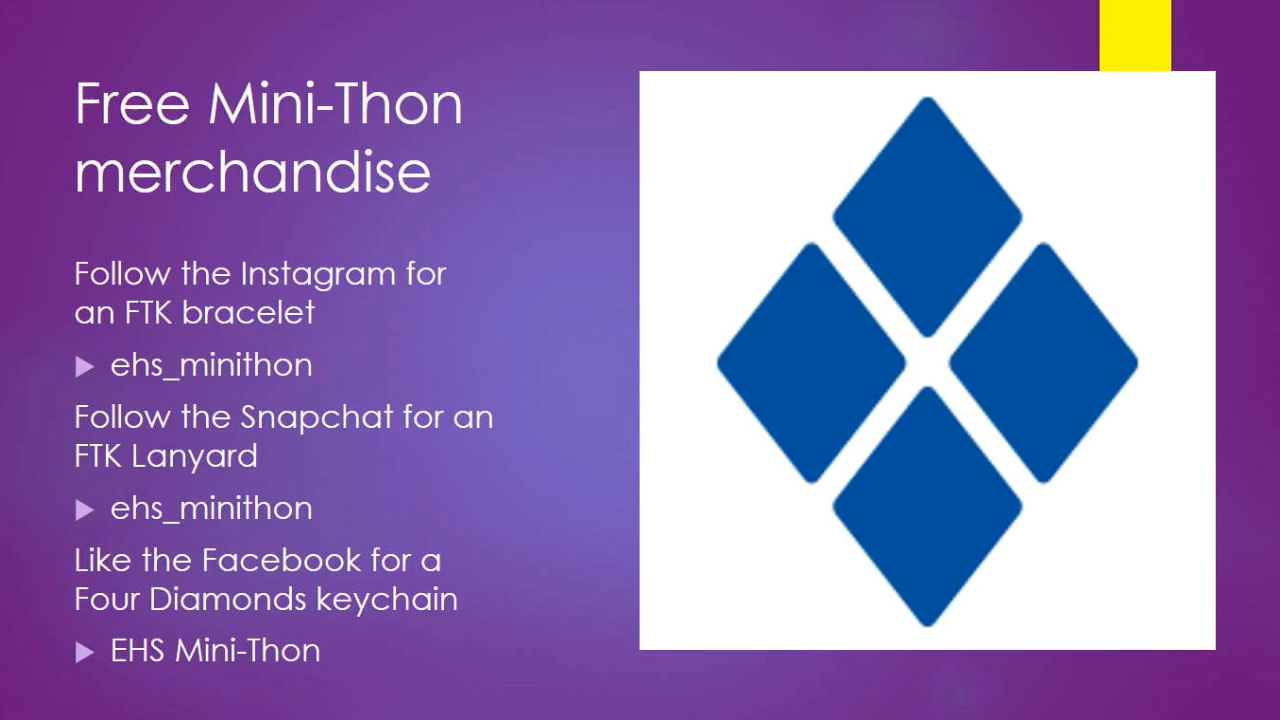 Free Mini-Thon
merchandise
Follow the Instagram for
an FTK bracelet
ehs_minithon
Follow the Snapchat for an
FTK Lanyard
ehs_minithon
Like the Facebook for a
Four Diamonds keychain
EHS Mini-Thon